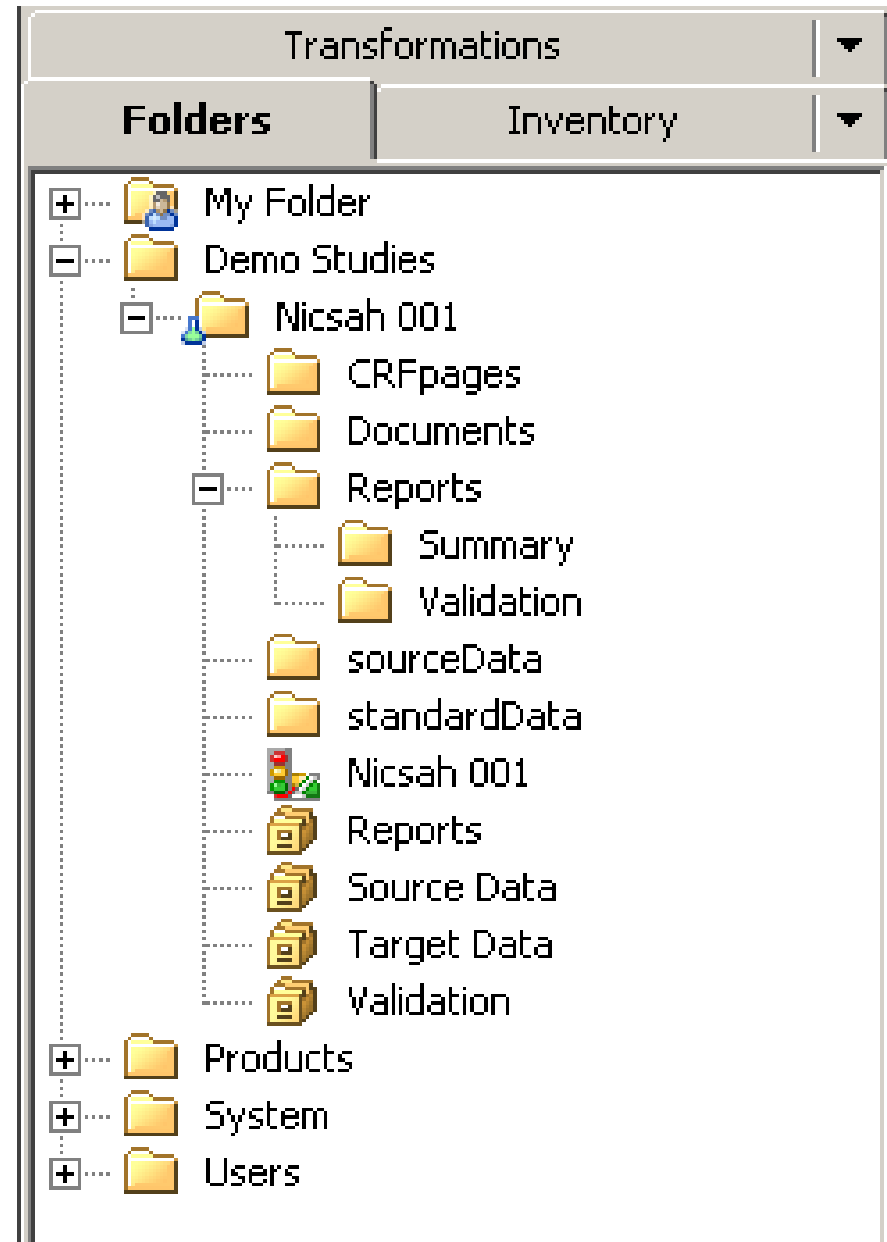 Transformations
Folders Inventory
My Folder
Demo Studies
Nicsah 001
CRFpages
Documents
Reports
Summary
Validation
sourceData
standardData
Nicsah 001
Reports
Source Data
Target Data
Validation
Products
System
Users